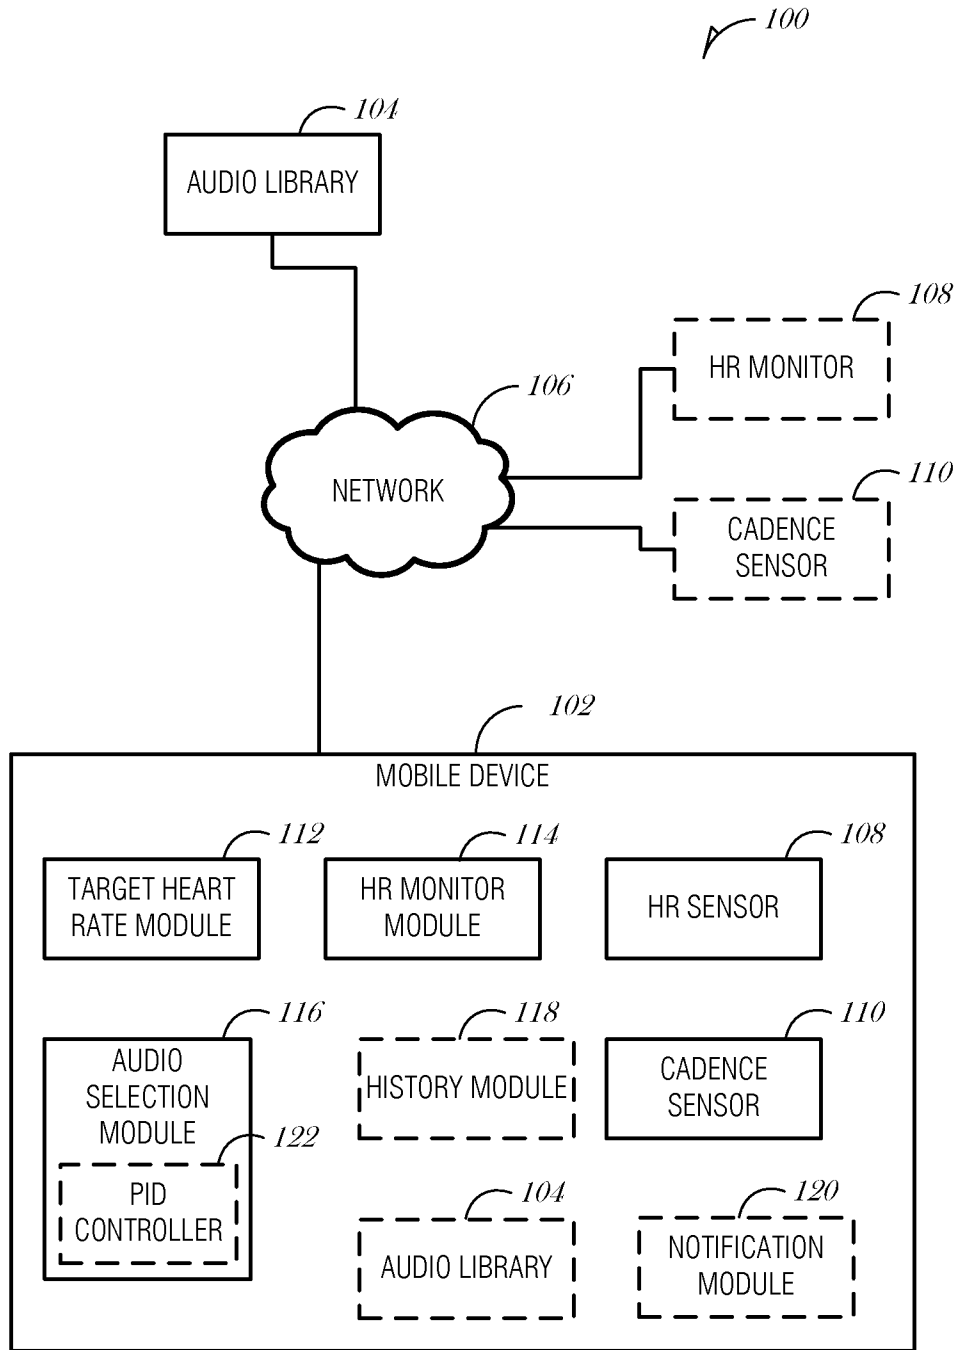 100
104
AUDIO LIBRARY
108
HR MONITOR
106
NETWORK
110
CADENCE
SENSOR
102
MOBILE DEVICE
112
TARGET HEART
RATE MODULE
114
HR MONITOR
MODULE
108
HR SENSOR
116
AUDIO
SELECTION
MODULE
122
PID
CONTROLLER
118
HISTORY MODULE
110
CADENCE
SENSOR
104
AUDIO LIBRARY
120
NOTIFICATION
MODULE